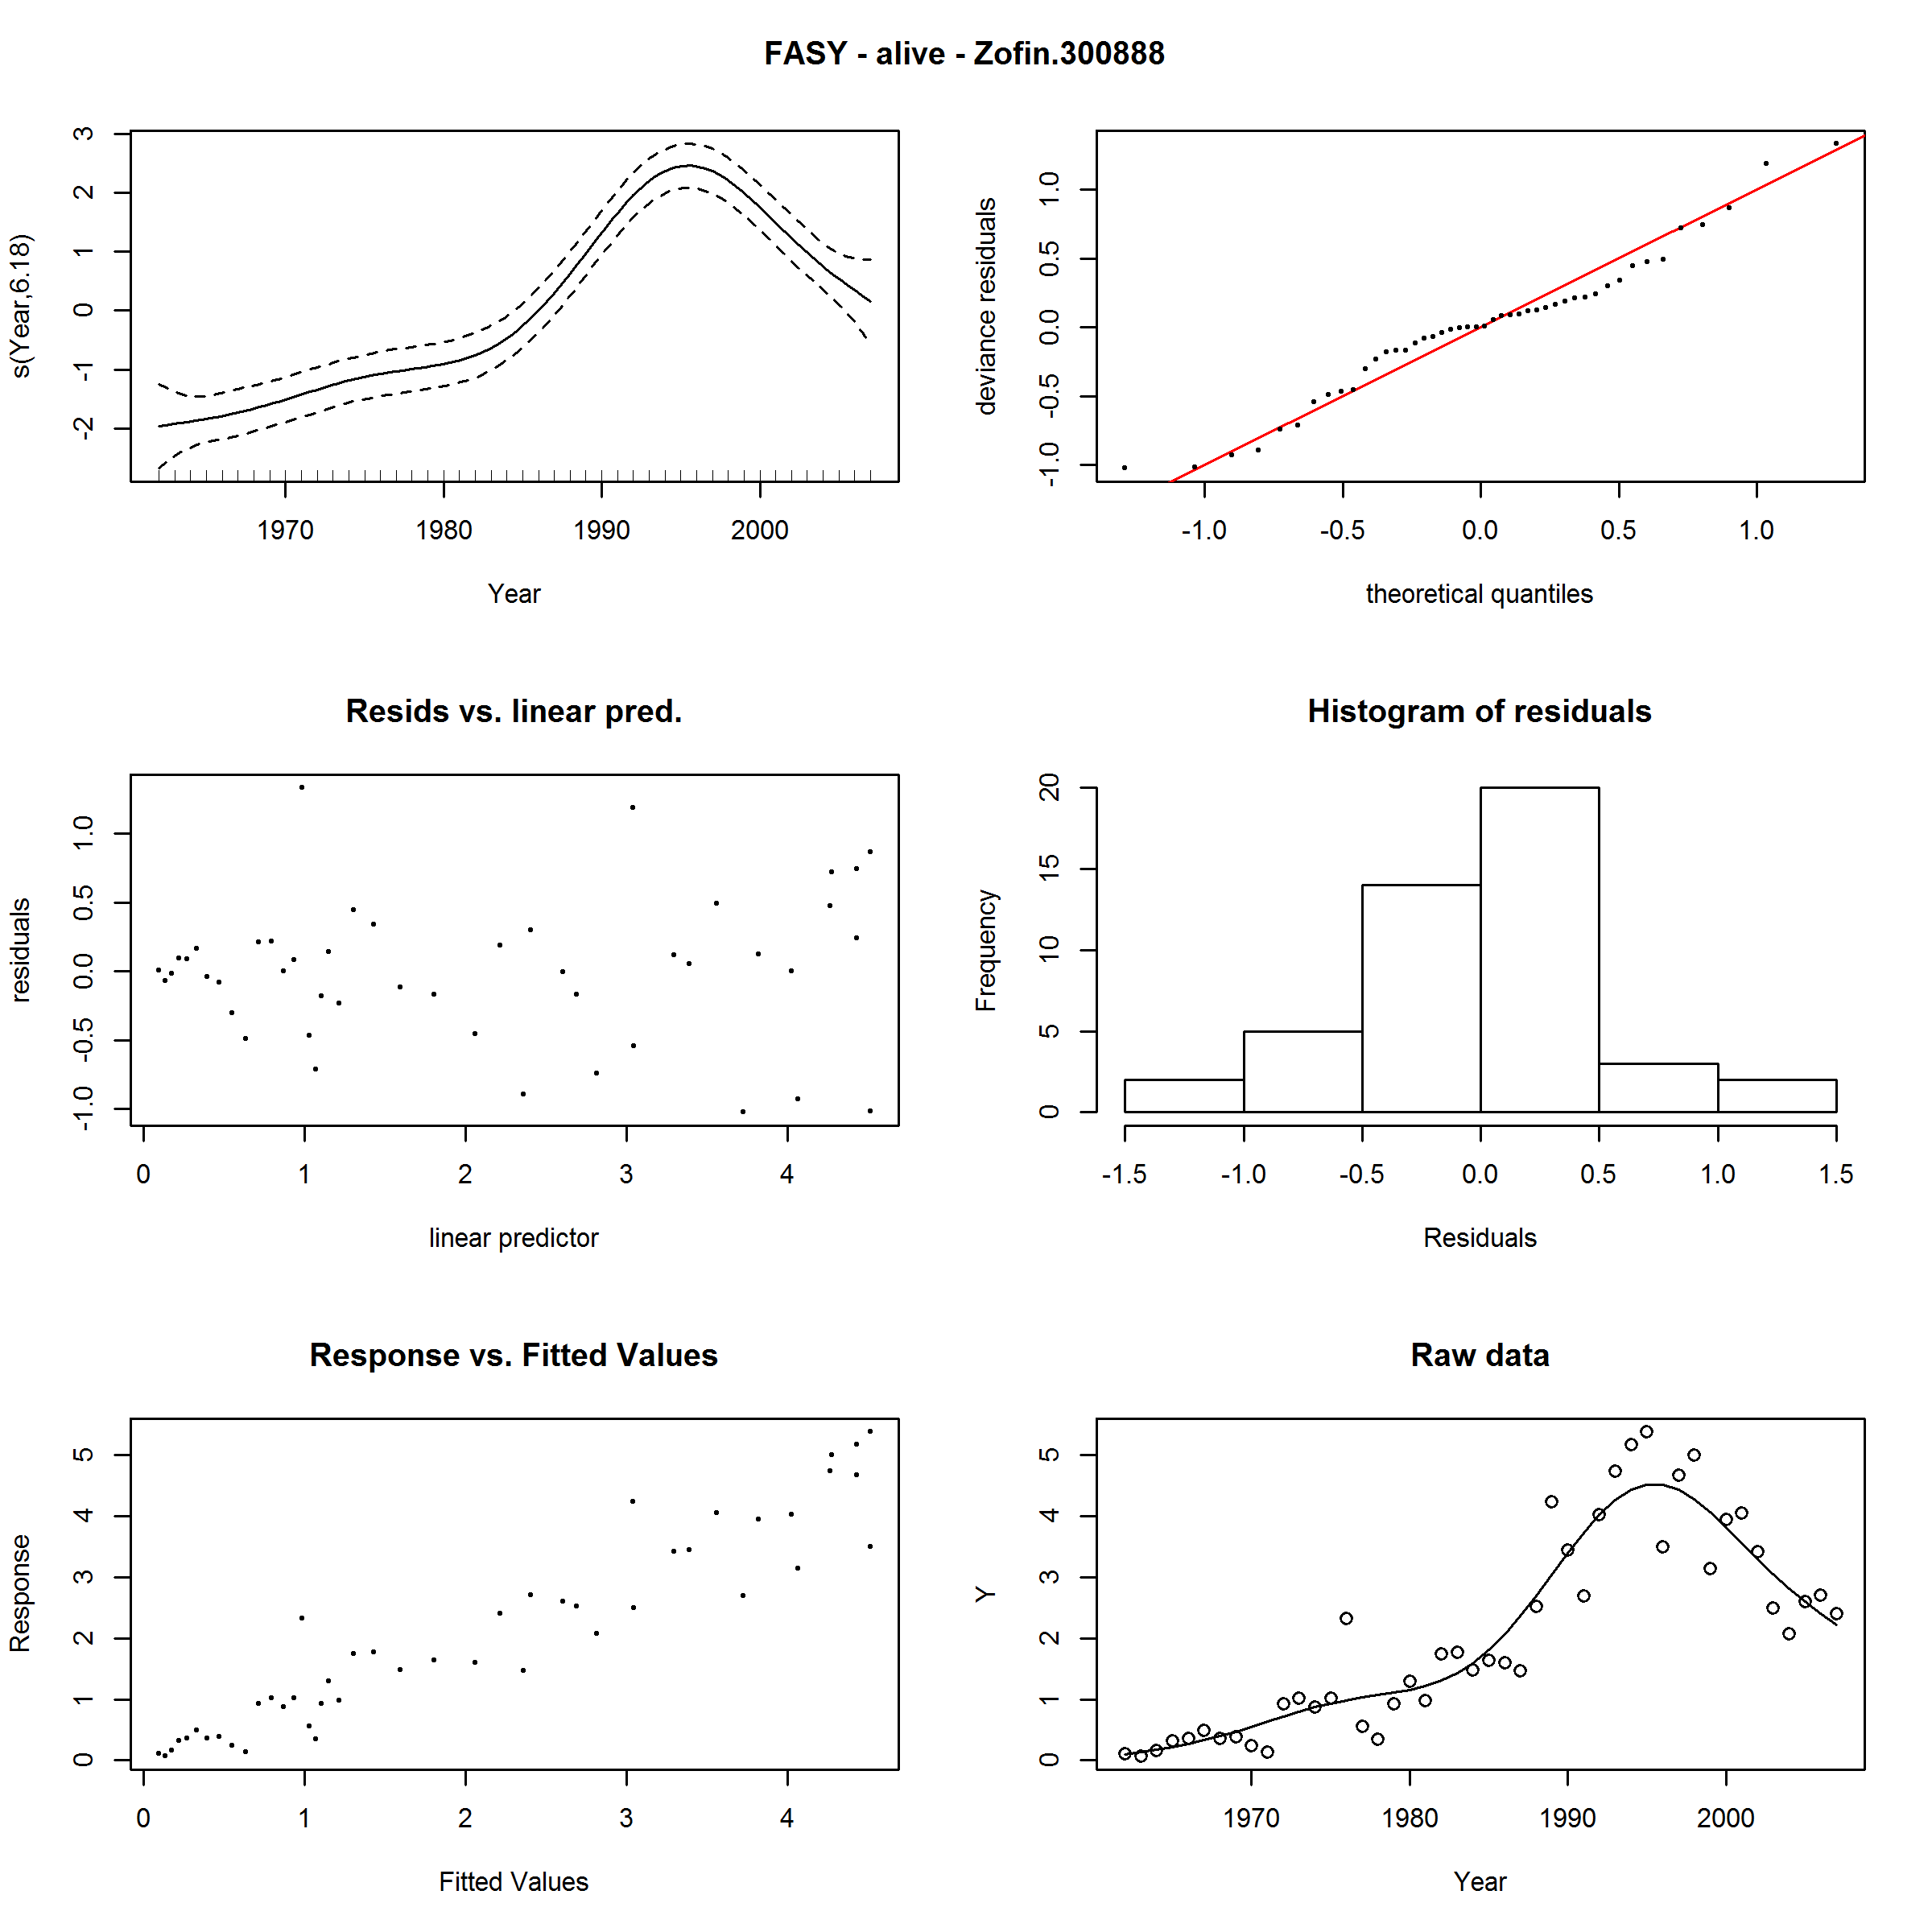 FASY - alive - Zofin.300888
s(Year,6.18)
3
2
1
0
-1
-2
1970 1980 1990 2000
Year
deviance residuals
1.0
0.5
0.0
-0.5
-1.0
-1.0 -0.5 0.0 0.5 1.0
theoretical quantiles
Resids vs. linear pred.
residuals
1.0
0.5
0.0
-0.5
-1.0
0 1 2 3 4
linear predictor
Histogram of residuals
Frequency
20
15
10
5
0
-1.5 -1.0 -0.5 0.0 0.5 1.0 1.5
Residuals
Response vs. Fitted Values
Response
5
4
3
2
1
0
0 1 2 3 4
Fitted Values
Raw data
Y
5
4
3
2
1
0
1970 1980 1990 2000
Year